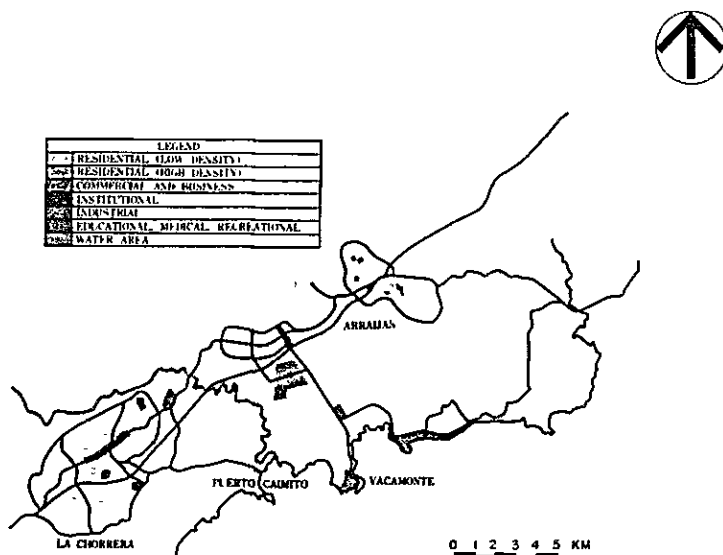 LEGEND
RESIDENTIAL (LOW DENSITY)
RESIDENTIAL (HIGH DENSITY)
COMMERCIAL AND BUSINESS
INSTITUTIONAL
INDUSTRIAL
EDUCATIONAL, MEDICAL, RECREATIONAL
WATER AREA
ARRAIJAN
PUERTO CAIMITO
VACAMONTE
LA CHORRERA
0 1 2 3 4 5 KM